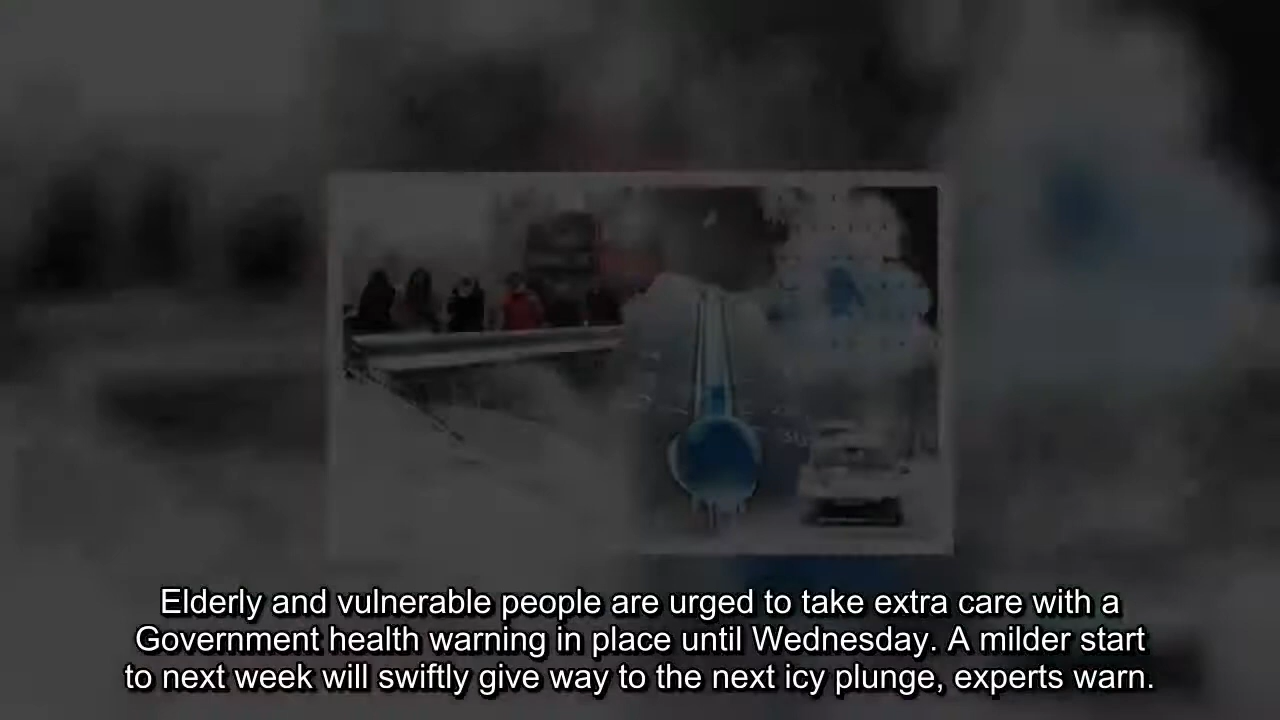 Elderly and vulnerable people are urged to take extra care with a
Government health warning in place until Wednesday. A milder start
to next week will swiftly give way to the next icy plunge, experts warn.